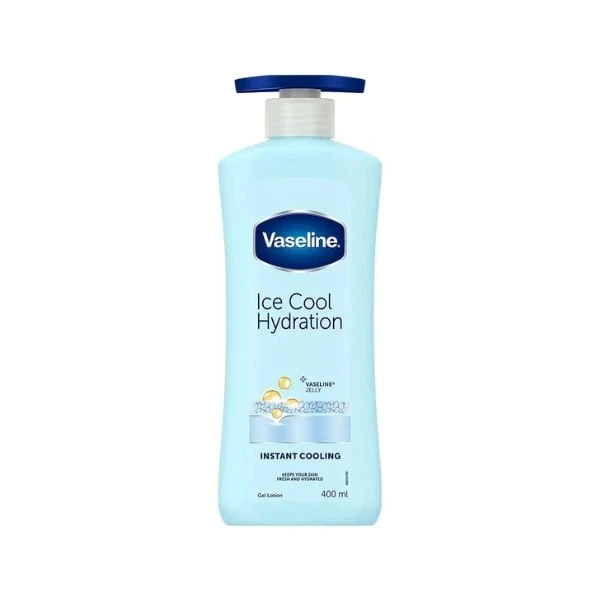 Vaseline.
Ice Cool
Hydration
VASELINE®
JELLY
INSTANT COOLING
KEEPS YOUR SKIN
FRESH AND HYDRATED
Gel Lotion
400 ml